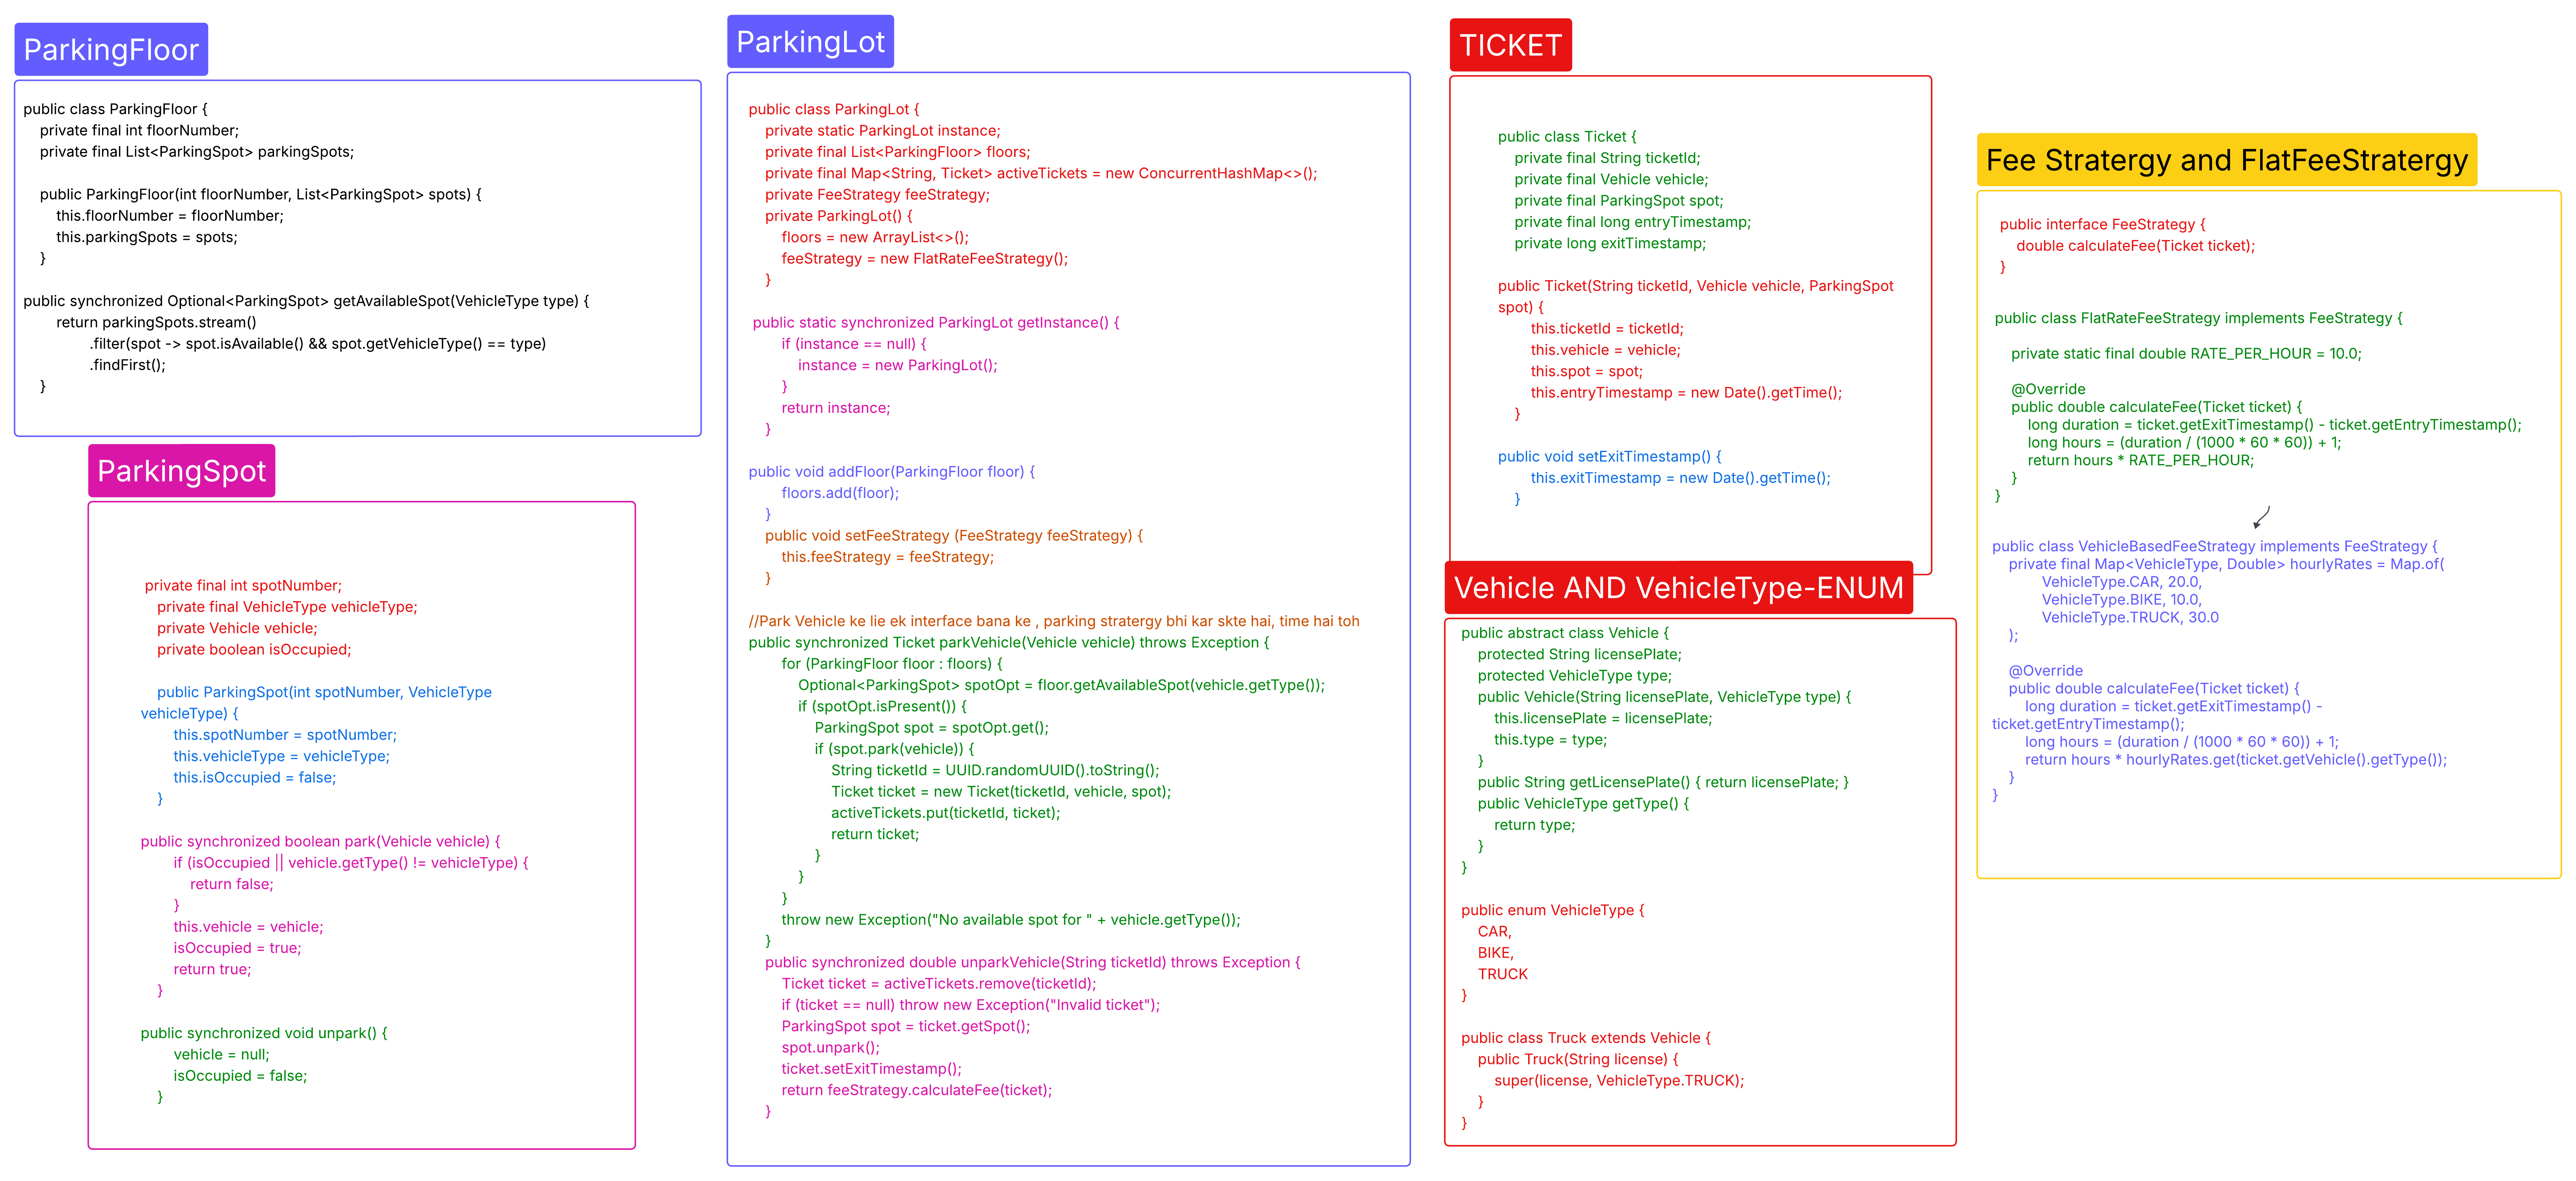 ParkingFloor
public class ParkingFloor {
private final int floorNumber;
private final List<ParkingSpot> parkingSpots;
public ParkingFloor(int floorNumber, List<ParkingSpot> spots) {
this.floorNumber = floorNumber;
this.parkingSpots = spots;
}
public synchronized Optional<ParkingSpot> getAvailableSpot(VehicleType type) {
return parkingSpots.stream()
.filter(spot -> spot.isAvailable() && spot.getVehicleType() == type)
.findFirst();
}
ParkingSpot
private final int spotNumber;
private final VehicleType vehicleType;
private Vehicle vehicle;
private boolean isOccupied;
public ParkingSpot(int spotNumber, VehicleType
vehicleType) {
this.spotNumber = spotNumber;
this.vehicleType = vehicleType;
this.isOccupied = false;
}
public synchronized boolean park(Vehicle vehicle) {
if (isOccupied || vehicle.getType() != vehicleType) {
return false;
}
this.vehicle = vehicle;
isOccupied = true;
return true;
}
public synchronized void unpark() {
vehicle = null;
isOccupied = false;
}
ParkingLot
public class ParkingLot {
private static ParkingLot instance;
private final List<ParkingFloor> floors;
private final Map<String, Ticket> activeTickets = new ConcurrentHashMap<>();
private FeeStrategy feeStrategy;
private ParkingLot() {
floors = new ArrayList<>();
feeStrategy = new FlatRateFeeStrategy();
}
public static synchronized ParkingLot getInstance() {
if (instance == null) {
instance = new ParkingLot();
}
return instance;
}
public void addFloor(ParkingFloor floor) {
floors.add(floor);
}
public void setFeeStrategy (FeeStrategy feeStrategy) {
this.feeStrategy = feeStrategy;
}
//Park Vehicle ke lie ek interface bana ke , parking stratergy bhi kar skte hai, time hai toh
public synchronized Ticket parkVehicle(Vehicle vehicle) throws Exception {
for (ParkingFloor floor : floors) {
Optional<ParkingSpot> spotOpt = floor.getAvailableSpot(vehicle.getType());
if (spotOpt.isPresent()) {
ParkingSpot spot = spotOpt.get();
if (spot.park(vehicle)) {
String ticketId = UUID.randomUUID().toString();
Ticket ticket = new Ticket(ticketId, vehicle, spot);
activeTickets.put(ticketId, ticket);
return ticket;
}
}
}
throw new Exception("No available spot for " + vehicle.getType());
}
public synchronized double unparkVehicle(String ticketId) throws Exception {
Ticket ticket = activeTickets.remove(ticketId);
if (ticket == null) throw new Exception("Invalid ticket");
ParkingSpot spot = ticket.getSpot();
spot.unpark();
ticket.setExitTimestamp();
return feeStrategy.calculateFee(ticket);
}
TICKET
public class Ticket {
private final String ticketId;
private final Vehicle vehicle;
private final ParkingSpot spot;
private final long entryTimestamp;
private long exitTimestamp;
public Ticket(String ticketId, Vehicle vehicle, ParkingSpot
spot) {
this.ticketId = ticketId;
this.vehicle = vehicle;
this.spot = spot;
this.entryTimestamp = new Date().getTime();
}
public void setExitTimestamp() {
this.exitTimestamp = new Date().getTime();
}
Vehicle AND VehicleType-ENUM
public abstract class Vehicle {
protected String licensePlate;
protected VehicleType type;
public Vehicle(String licensePlate, VehicleType type) {
this.licensePlate = licensePlate;
this.type = type;
}
public String getLicensePlate() { return licensePlate; }
public VehicleType getType() {
return type;
}
}
public enum VehicleType {
CAR,
BIKE,
TRUCK
}
public class Truck extends Vehicle {
public Truck(String license) {
super(license, VehicleType.TRUCK);
}
}
Fee Stratergy and FlatFeeStratergy
public interface FeeStrategy {
double calculateFee(Ticket ticket);
}
public class FlatRateFeeStrategy implements FeeStrategy {
private static final double RATE_PER_HOUR = 10.0;
@Override
public double calculateFee(Ticket ticket) {
long duration = ticket.getExitTimestamp() - ticket.getEntryTimestamp();
long hours = (duration / (1000 * 60 * 60)) + 1;
return hours * RATE_PER_HOUR;
}
}
public class VehicleBasedFeeStrategy implements FeeStrategy {
private final Map<VehicleType, Double> hourlyRates = Map.of(
VehicleType.CAR, 20.0,
VehicleType.BIKE, 10.0,
VehicleType.TRUCK, 30.0
);
@Override
public double calculateFee(Ticket ticket) {
long duration = ticket.getExitTimestamp() -
ticket.getEntryTimestamp();
long hours = (duration / (1000 * 60 * 60)) + 1;
return hours * hourlyRates.get(ticket.getVehicle().getType());
}
}